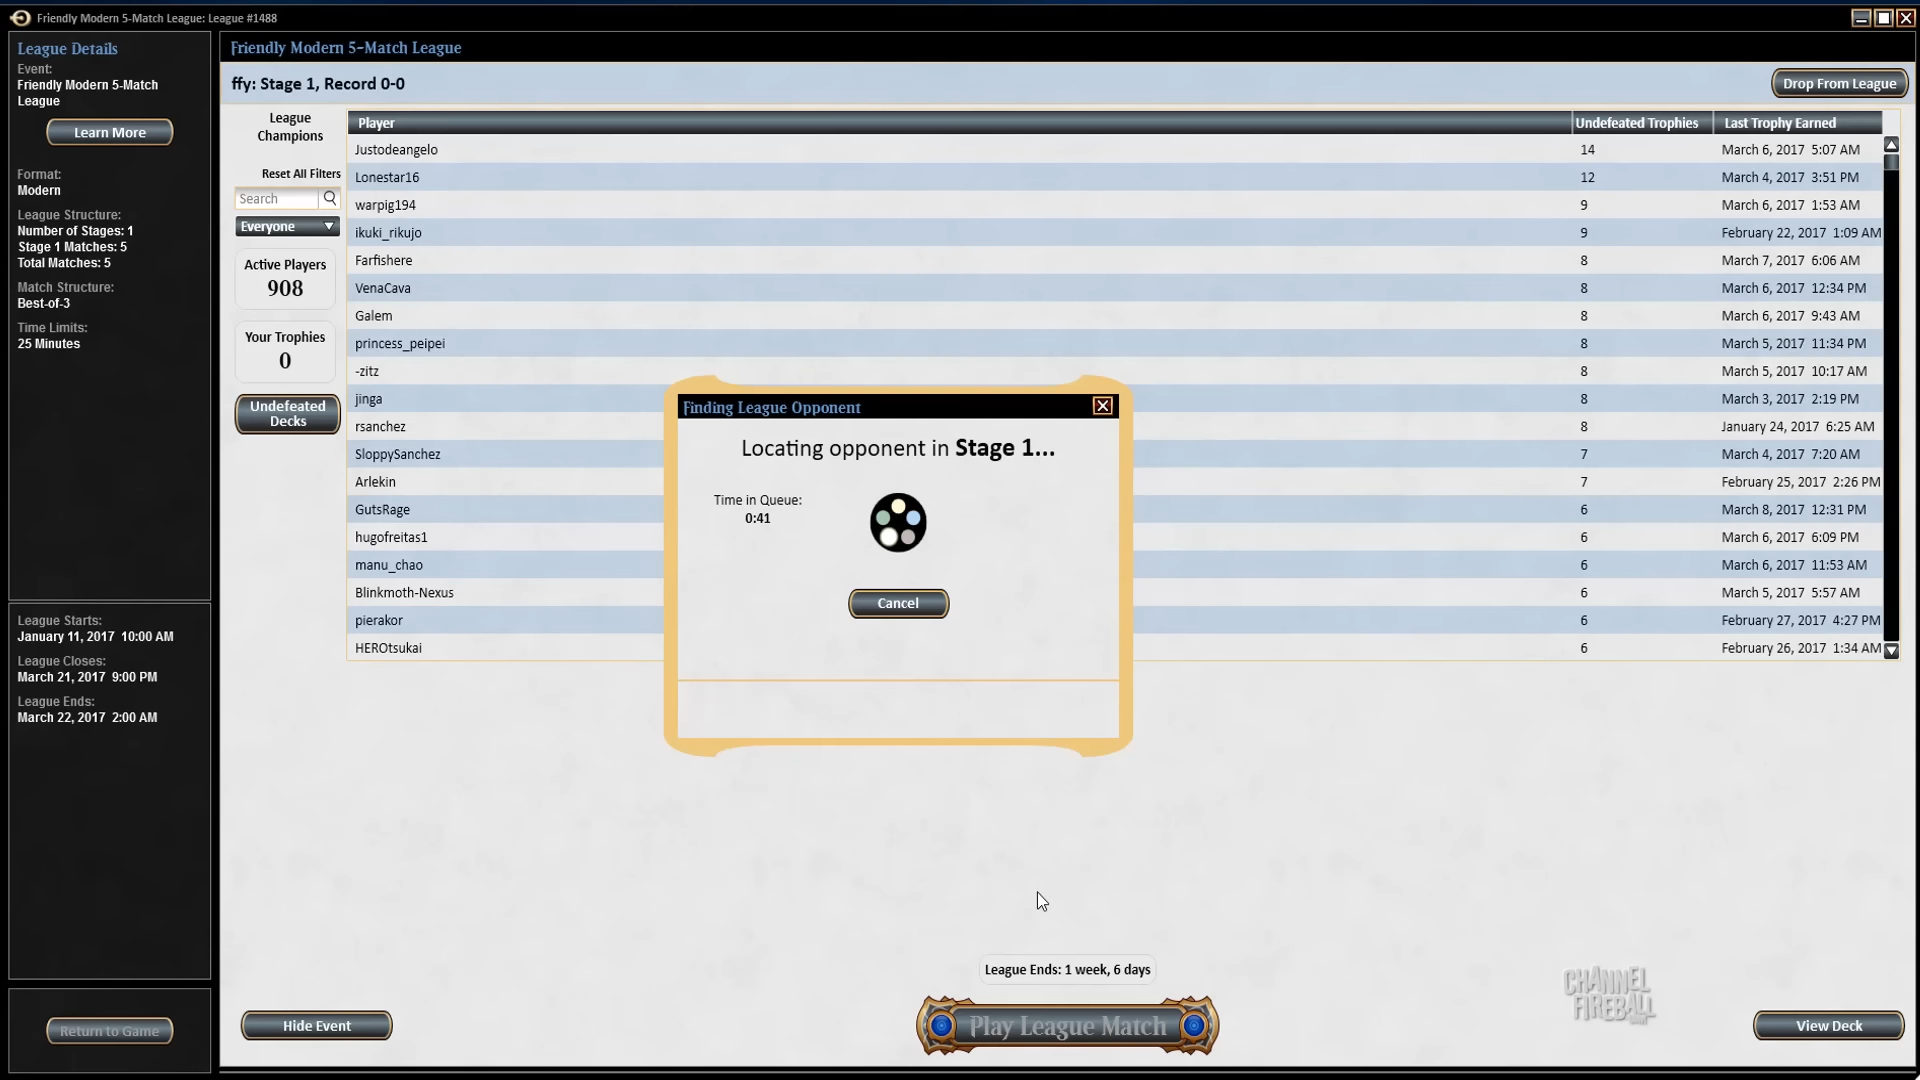 Friendly Modern 5-Match League: League #1488
League Details
Event:
Friendly Modern 5-Match
League
Learn More
Format:
Modern
League Structure:
Number of Stages: 1
Stage 1 Matches: 5
Total Matches: 5
Match Structure:
Best-of-3
Time Limits:
25 Minutes
League Starts:
January 11, 2017 10:00 AM
League Closes:
March 21, 2017 9:00 PM
League Ends:
March 22, 2017 2:00 AM
Return to Game
Friendly Modern 5-Match League
ffy: Stage 1, Record 0-0
Drop From League
League
Champions
Reset All Filters
Search
Everyone
Active Players
908
Your Trophies
0
Undefeated
Decks
Player Undefeated Trophies Last Trophy Earned
Justodeangelo 14 March 6, 2017 5:07 AM
Lonestar16 12 March 4, 2017 3:51 PM
warpig194 9 March 6, 2017 1:53 AM
ikuki_rikujo 9 February 22, 2017 1:09 AM
Farfishere 8 March 7, 2017 6:06 AM
VenaCava 8 March 6, 2017 12:34 PM
Galem 8 March 6, 2017 9:43 AM
princess_peipei 8 March 5, 2017 11:34 PM
-zitz 8 March 5, 2017 10:17 AM
jinga 8 March 3, 2017 2:19 PM
rsanchez 8 January 24, 2017 6:25 AM
SloppySanchez 7 March 4, 2017 7:20 AM
Arlekin 7 February 25, 2017 2:26 PM
GutsRage 6 March 8, 2017 12:31 PM
hugofreitas1 6 March 6, 2017 6:09 PM
manu_chao 6 March 6, 2017 11:53 AM
Blinkmoth-Nexus 6 March 5, 2017 5:57 AM
pierakor 6 February 27, 2017 4:27 PM
HEROtsukai 6 February 26, 2017 1:34 AM
Finding League Opponent
Locating opponent in Stage 1...
Time in Queue:
0:41
Cancel
League Ends: 1 week, 6 days
Hide Event
Play League Match
CHANNEL
FIREBALL
View Deck